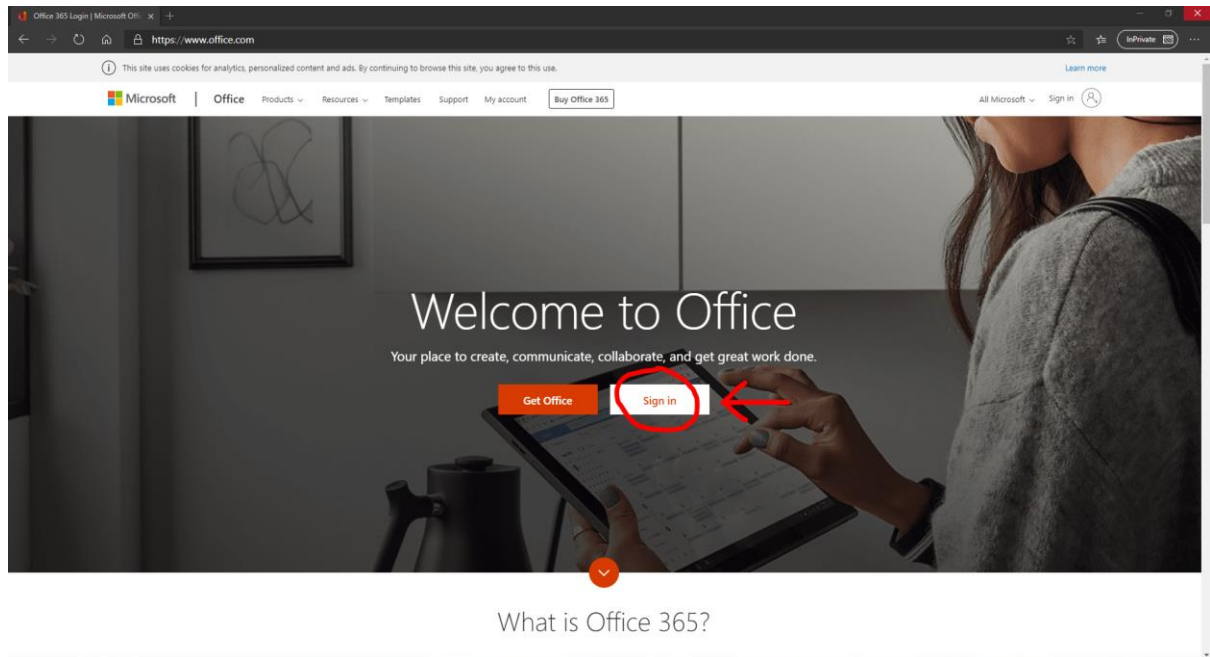 Office 365 Login | Microsoft Offi
https://www.office.com
InPrivate
This site uses cookies for analytics, personalized content and ads. By continuing to browse this site, you agree to this use.
Learn more
Microsoft | Office Products Resources Templates Support My account Buy Office 365 All Microsoft Sign in
Welcome to Office
Your place to create, communicate, collaborate, and get great work done.
Get Office Sign in
What is Office 365?